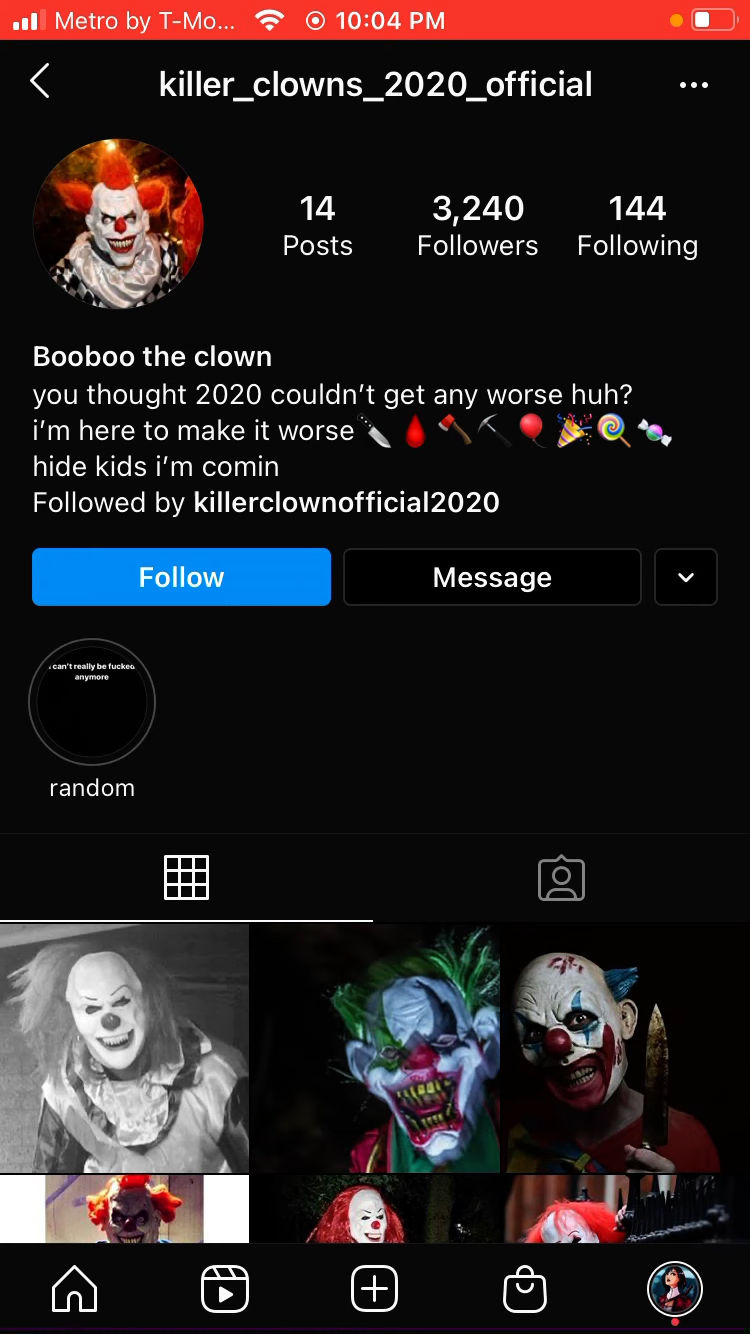 Metro by T-Mo... 10:04 PM
killer_clowns_2020_official
14 3,240 144
Posts Followers Following
Booboo the clown
you thought 2020 couldn’t get any worse huh?
i’m here to make it worse🔪🩸🪓⛏️🎈🎉🍭🍬
hide kids i’m comin
Followed by killerclownofficial2020
Follow Message
can’t really be fucked
anymore
random